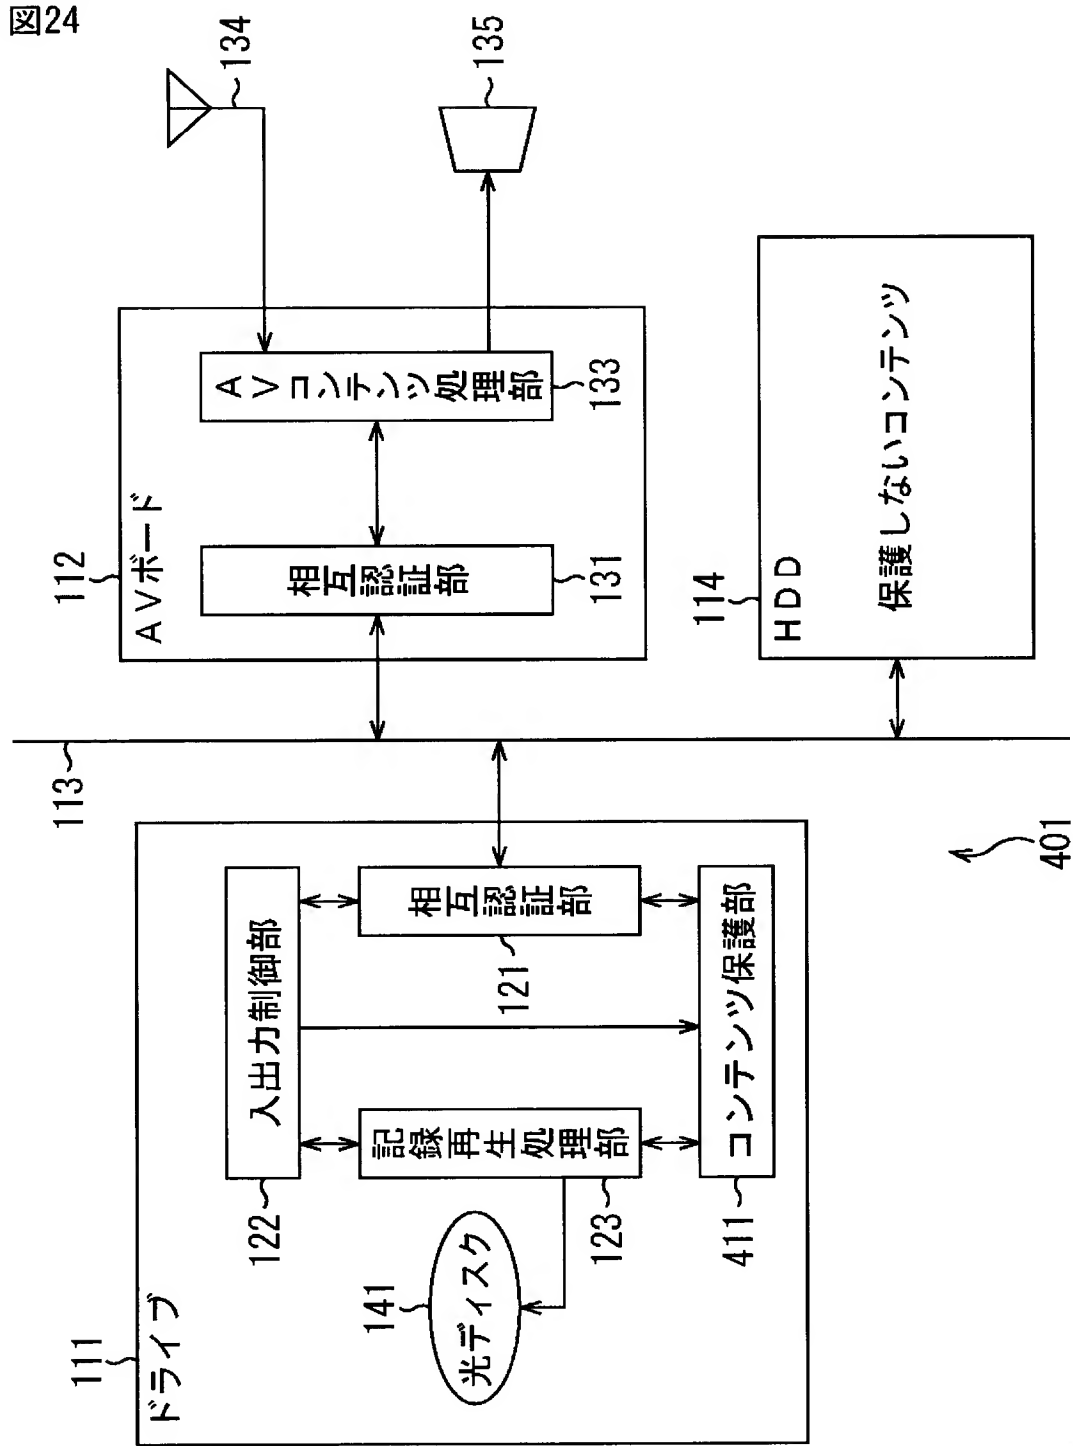 図24
111
ドライブ
122
入出力制御部
141
光ディスク
記録再生処理部
123
相互認証部
121
411
コンテンツ保護部
113
401
112
AVボード
相互認証部
131
AVコンテンツ処理部
133
134
135
114
HDD
保護しないコンテンツ